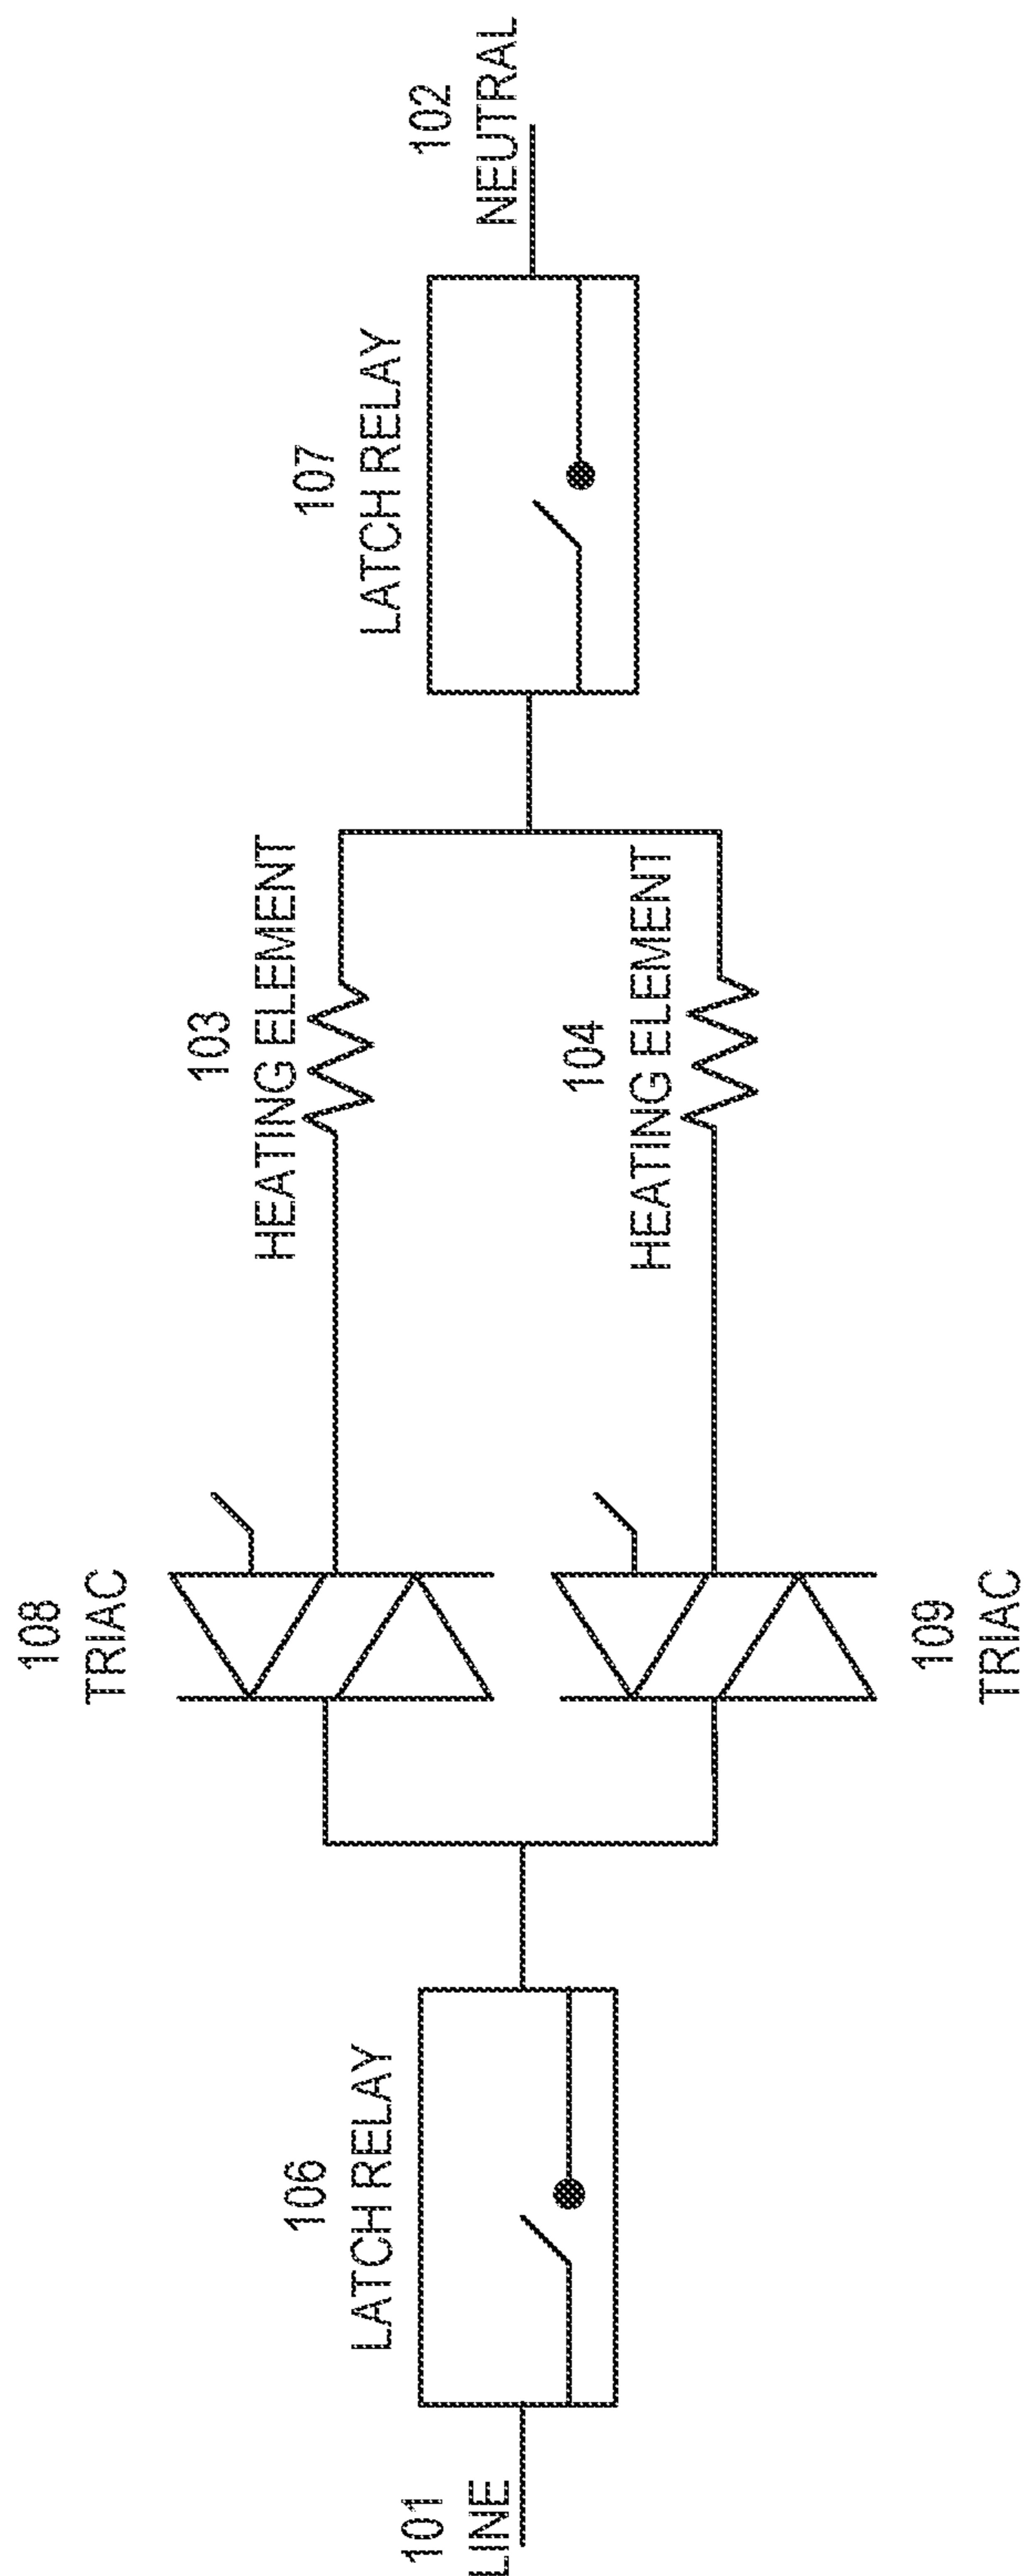 101
LINE
106
LATCH RELAY
108
TRIAC
109
TRIAC
103
HEATING ELEMENT
104
HEATING ELEMENT
107
LATCH RELAY
102
NEUTRAL